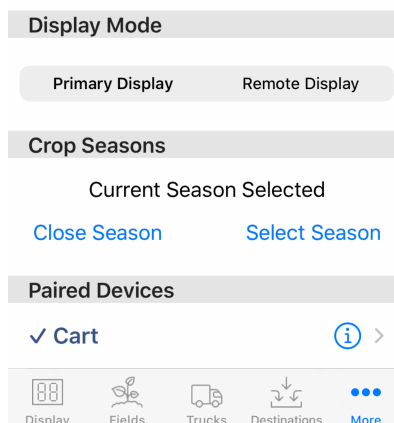 Display Mode
Primary Display Remote Display
Crop Seasons
Current Season Selected
Close Season Select Season
Paired Devices
Cart
Display Fields Trucks Destinations More